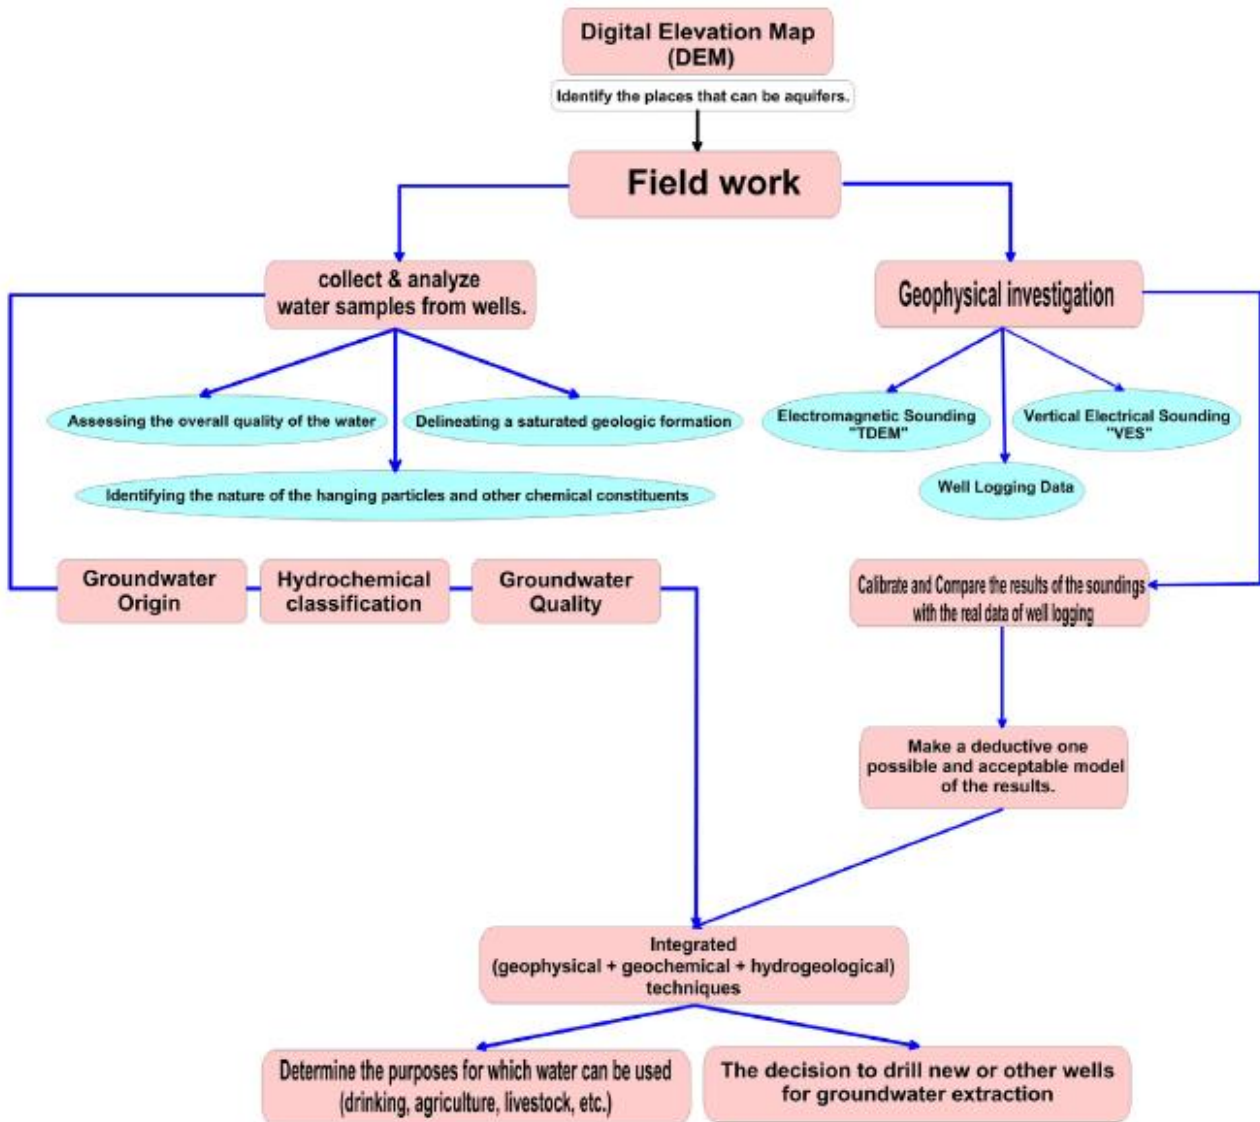 Digital Elevation Map
(DEM)
Identify the places that can be aquifers.
Field work
collect & analyze
water samples from wells.
Geophysical investigation
Assessing the overall quality of the water
Delineating a saturated geologic formation
Identifying the nature of the hanging particles and other chemical constituents
Electromagnetic Sounding
"TDEM"
Vertical Electrical Sounding
"VES"
Well Logging Data
Groundwater
Origin
Hydrochemical
classification
Groundwater
Quality
Calibrate and Compare the results of the soundings
with the real data of well logging
Make a deductive one
possible and acceptable model
of the results.
Integrated
(geophysical + geochemical + hydrogeological)
techniques
Determine the purposes for which water can be used
(drinking, agriculture, livestock, etc.)
The decision to drill new or other wells
for groundwater extraction